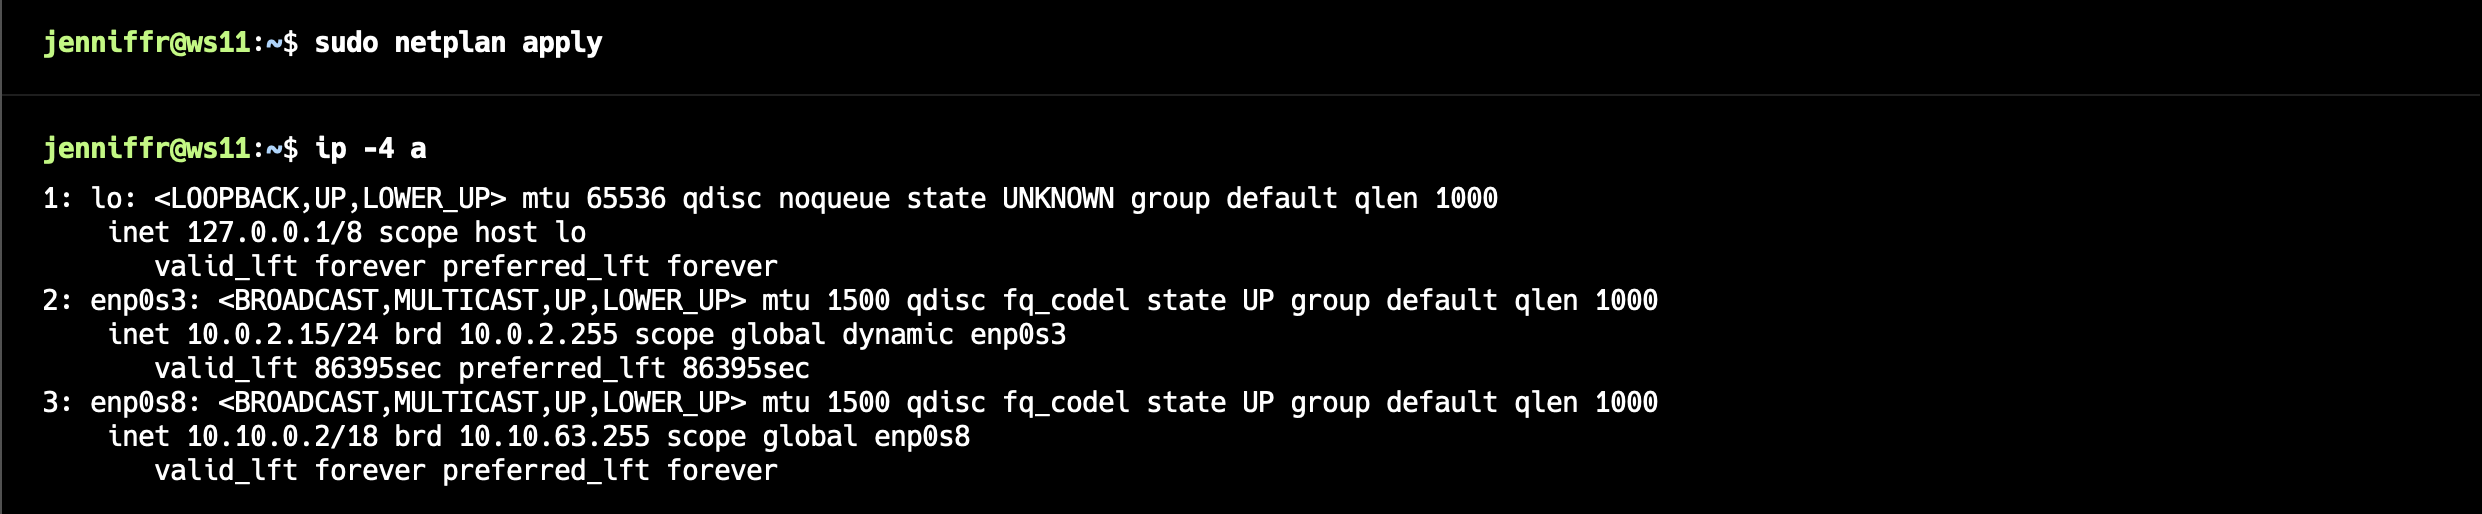 jenniffr@ws11:~$ sudo netplan apply
jenniffr@ws11:~$ ip -4 a
1: lo: <LOOPBACK,UP,LOWER_UP> mtu 65536 qdisc noqueue state UNKNOWN group default qlen 1000
    inet 127.0.0.1/8 scope host lo
       valid_lft forever preferred_lft forever
2: enp0s3: <BROADCAST,MULTICAST,UP,LOWER_UP> mtu 1500 qdisc fq_codel state UP group default qlen 1000
    inet 10.0.2.15/24 brd 10.0.2.255 scope global dynamic enp0s3
       valid_lft 86395sec preferred_lft 86395sec
3: enp0s8: <BROADCAST,MULTICAST,UP,LOWER_UP> mtu 1500 qdisc fq_codel state UP group default qlen 1000
    inet 10.10.0.2/18 brd 10.10.63.255 scope global enp0s8
       valid_lft forever preferred_lft forever